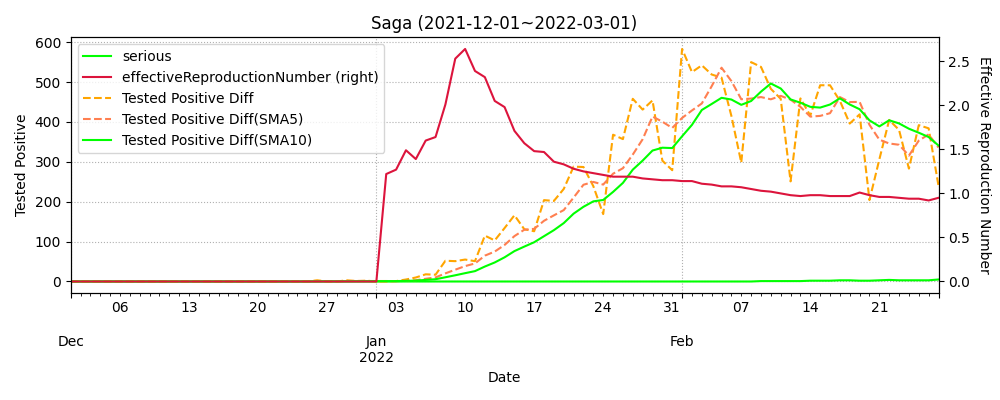 Saga (2021-12-01~2022-03-01)
serious
effectiveReproductionNumber (right)
Tested Positive Diff
Tested Positive Diff(SMA5)
Tested Positive Diff(SMA10)
Tested Positive
600
500
400
300
200
100
0
Effective Reproduction Number
2.5
2.0
1.5
1.0
0.5
0.0
06 13 20 27 03 10 17 24 31 07 14 21
Dec Jan Feb
2022
Date